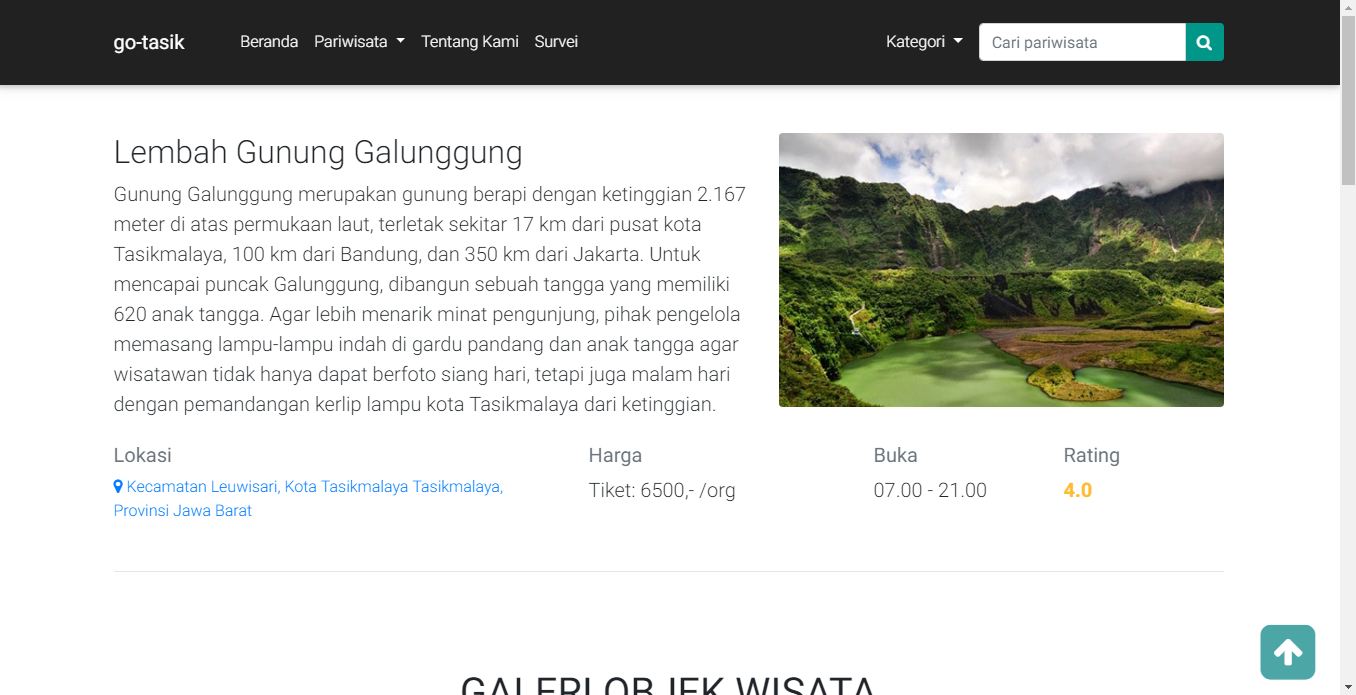 go-tasik Beranda Pariwisata Tentang Kami Survei Kategori Cari pariwisata
Lembah Gunung Galunggung
Gunung Galunggung merupakan gunung berapi dengan ketinggian 2.167
meter di atas permukaan laut, terletak sekitar 17 km dari pusat kota
Tasikmalaya, 100 km dari Bandung, dan 350 km dari Jakarta. Untuk
mencapai puncak Galunggung, dibangun sebuah tangga yang memiliki
620 anak tangga. Agar lebih menarik minat pengunjung, pihak pengelola
memasang lampu-lampu indah di gardu pandang dan anak tangga agar
wisatawan tidak hanya dapat berfoto siang hari, tetapi juga malam hari
dengan pemandangan kerlip lampu kota Tasikmalaya dari ketinggian.
Lokasi
Kecamatan Leuwisari, Kota Tasikmalaya Tasikmalaya,
Provinsi Jawa Barat
Harga
Tiket: 6500,- /org
Buka
07.00 - 21.00
Rating
4.0
GALERI OBJEK WISATA